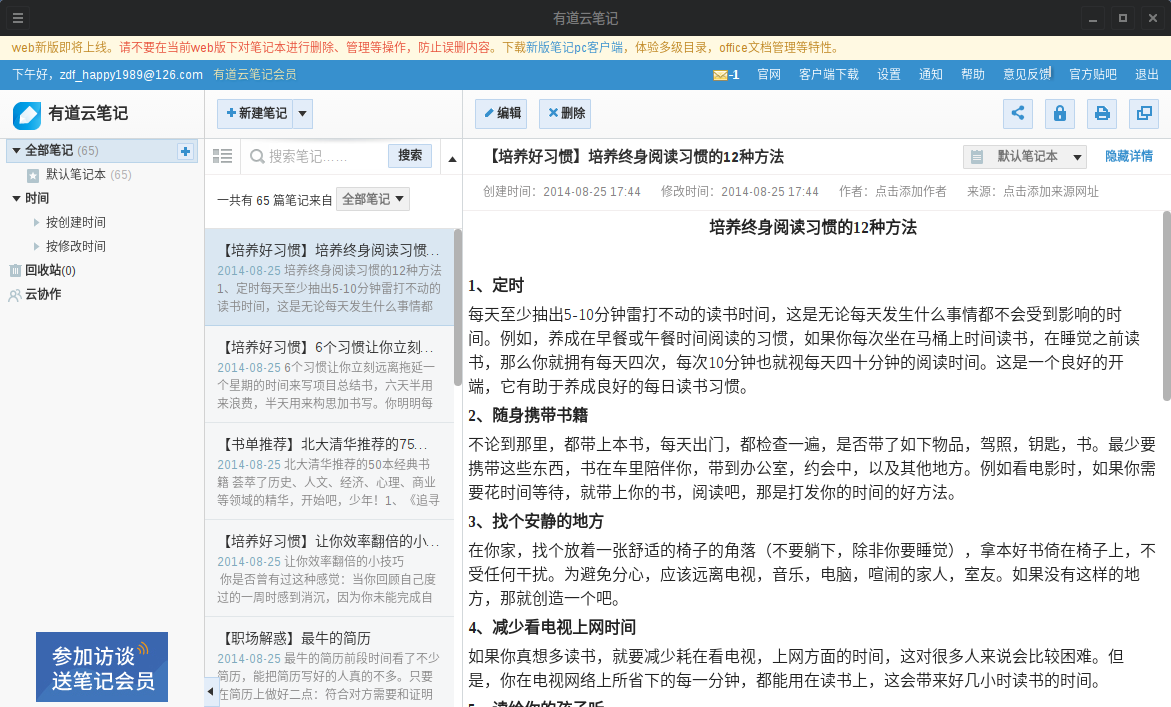 有道云笔记
web新版即将上线。请不要在当前web版下对笔记本进行删除、管理等操作，防止误删内容。下载新版笔记pc客户端，体验多级目录，office文档管理等特性。
下午好，zdf_happy1989@126.com 有道云笔记会员 -1 官网 客户端下载 设置 通知 帮助 意见反馈 官方贴吧 退出
有道云笔记
新建笔记
编辑 删除
全部笔记 (65)
默认笔记本 (65)
时间
按创建时间
按修改时间
回收站(0)
云协作
参加访谈
送笔记会员
搜索笔记…… 搜索
一共有 65 篇笔记来自 全部笔记
【培养好习惯】培养终身阅读习惯…
2014-08-25 培养终身阅读习惯的12种方法
1、定时每天至少抽出5-10分钟雷打不动的
读书时间，这是无论每天发生什么事情都
【培养好习惯】6个习惯让你立刻…
2014-08-25 6个习惯让你立刻远离拖延一
个星期的时间来写项目总结书，六天半用
来浪费，半天用来构思加书写。你明明每
【书单推荐】北大清华推荐的75…
2014-08-25 北大清华推荐的50本经典书
籍 荟萃了历史、人文、经济、心理、商业
等领域的精华，开始吧，少年！1、《追寻
【培养好习惯】让你效率翻倍的小…
2014-08-25 让你效率翻倍的小技巧
你是否曾有过这种感觉：当你回顾自己度
过的一周时感到消沉，因为你未能完成自
【职场解惑】最牛的简历
2014-08-25 最牛的简历前段时间看了不少
简历，能把简历写好的人真的不多。只要
在简历上做好二点：符合对方需要和证明
【培养好习惯】培养终身阅读习惯的12种方法 默认笔记本 隐藏详情
创建时间：2014-08-25 17:44 修改时间：2014-08-25 17:44 作者：点击添加作者 来源：点击添加来源网址
培养终身阅读习惯的12种方法
1、定时
每天至少抽出5-10分钟雷打不动的读书时间，这是无论每天发生什么事情都不会受到影响的时
间。例如，养成在早餐或午餐时间阅读的习惯，如果你每次坐在马桶上时间读书，在睡觉之前读
书，那么你就拥有每天四次，每次10分钟也就视每天四十分钟的阅读时间。这是一个良好的开
端，它有助于养成良好的每日读书习惯。
2、随身携带书籍
不论到那里，都带上本书，每天出门，都检查一遍，是否带了如下物品，驾照，钥匙，书。最少要
携带这些东西，书在车里陪伴你，带到办公室，约会中，以及其他地方。例如看电影时，如果你需
要花时间等待，就带上你的书，阅读吧，那是打发你的时间的好方法。
3、找个安静的地方
在你家，找个放着一张舒适的椅子的角落（不要躺下，除非你要睡觉），拿本好书倚在椅子上，不
受任何干扰。为避免分心，应该远离电视，音乐，电脑，喧闹的家人，室友。如果没有这样的地
方，那就创造一个吧。
4、减少看电视上网时间
如果你真想多读书，就要减少耗在看电视，上网方面的时间，这对很多人来说会比较困难。但
是，你在电视网络上所省下的每一分钟，都能用在读书上，这会带来好几小时读书的时间。
5、读给你的孩子听